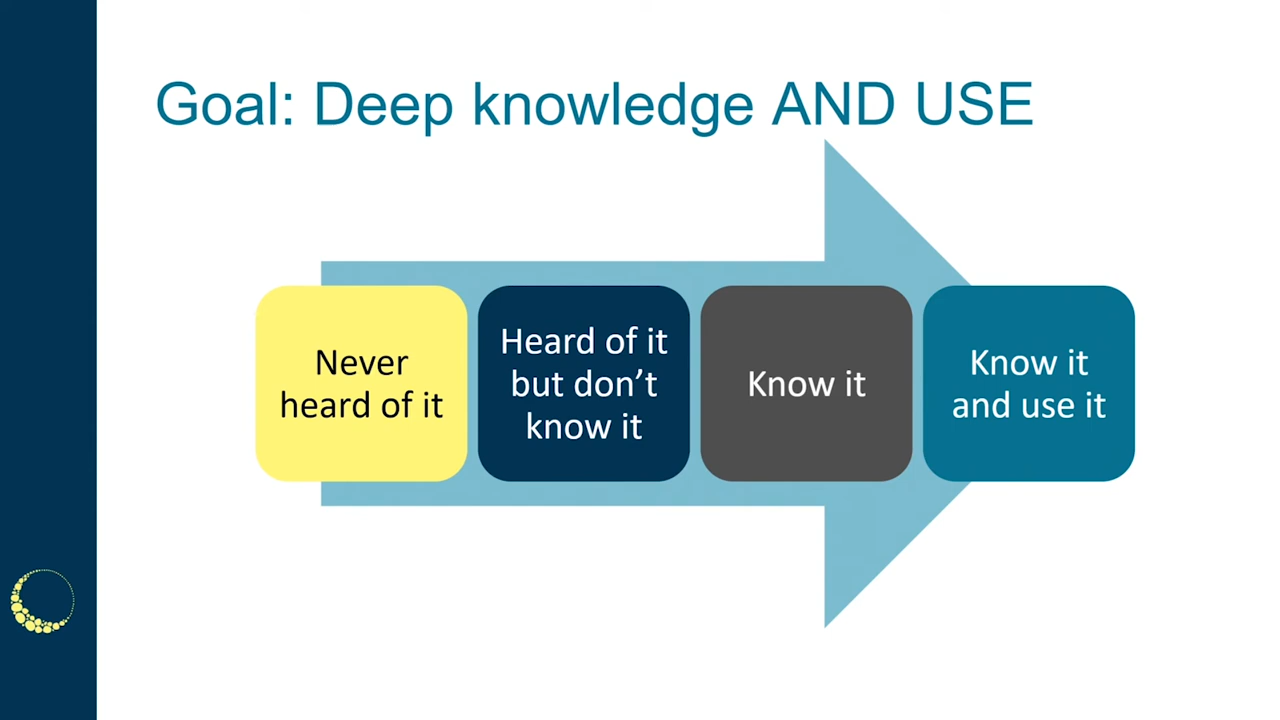 Goal: Deep knowledge AND USE
Never
heard of it
Heard of it
but don’t
know it
Know it
Know it
and use it